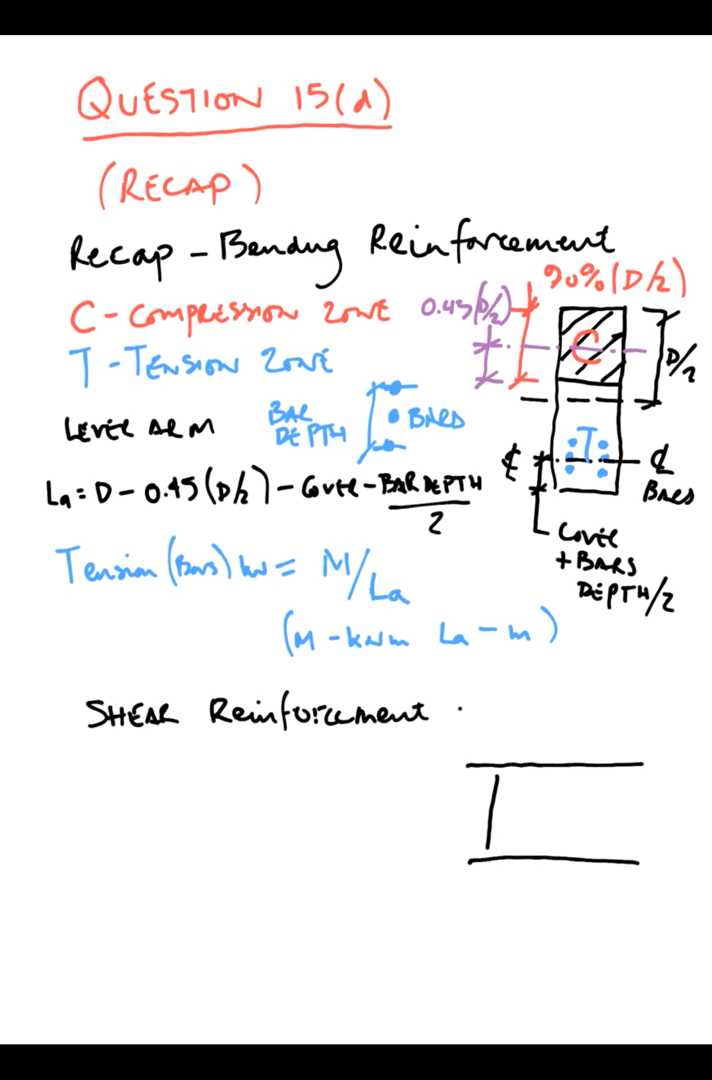 QUESTION 15(d)
(RECAP)
Recap - Bending Reinforcement
90% (D/2)
C - COMPRESSION ZONE
0.45(D/2)
C
D/2
T - TENSION ZONE
LEVER ARM
BAR DEPTH
BARS
T
℄
℄ BARS
La = D - 0.45(D/2) - Cover - BAR DEPTH/2
COVER
+ BARS
DEPTH/2
Tension (Bars) kN = M/La
(M - kNm La - m)
SHEAR Reinforcement